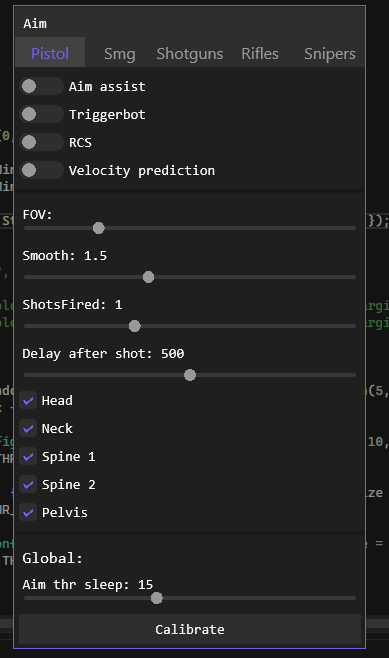 Aim
Pistol Smg Shotguns Rifles Snipers
Aim assist
Triggerbot
RCS
Velocity prediction
FOV:
Smooth: 1.5
ShotsFired: 1
Delay after shot: 500
Head
Neck
Spine 1
Spine 2
Pelvis
Global:
Aim thr sleep: 15
Calibrate